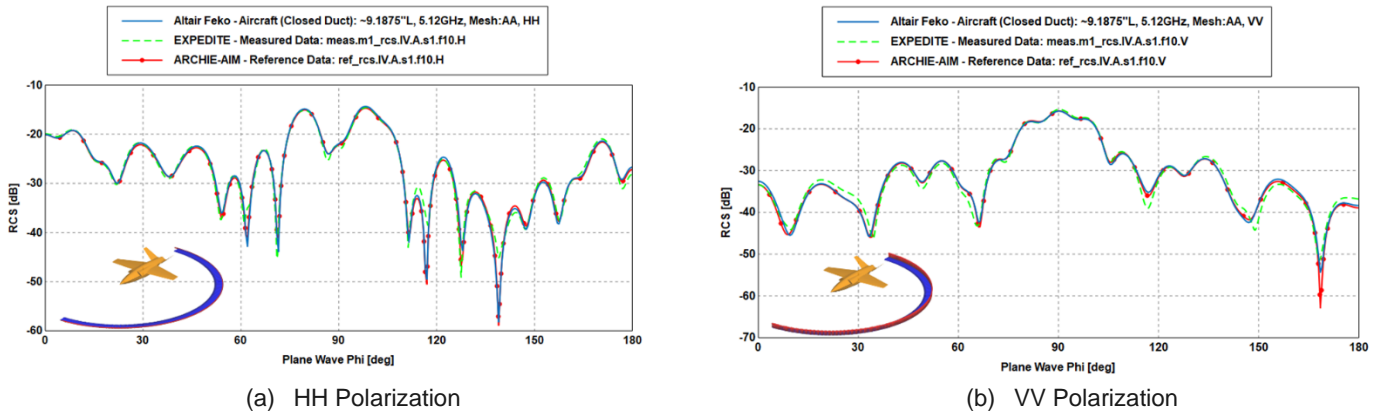 Altair Feko - Aircraft (Closed Duct): ~9.1875"L, 5.12GHz, Mesh:AA, HH
EXPEDITE - Measured Data: meas.m1_rcs.IV.A.s1.f10.H
ARCHIE-AIM - Reference Data: ref_rcs.IV.A.s1.f10.H
-10
-20
-30
-40
-50
-60
RCS [dB]
0 30 60 90 120 150 180
Plane Wave Phi [deg]
(a) HH Polarization
Altair Feko - Aircraft (Closed Duct): ~9.1875"L, 5.12GHz, Mesh:AA, VV
EXPEDITE - Measured Data: meas.m1_rcs.IV.A.s1.f10.V
ARCHIE-AIM - Reference Data: ref_rcs.IV.A.s1.f10.V
-10
-20
-30
-40
-50
-60
-70
RCS [dB]
0 30 60 90 120 150 180
Plane Wave Phi [deg]
(b) VV Polarization